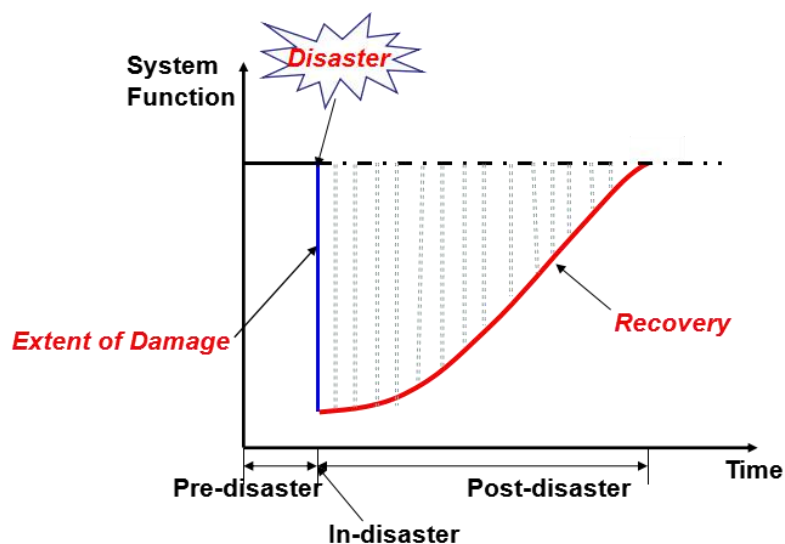 Disaster
System
Function
Extent of Damage
Recovery
Time
Pre-disaster
Post-disaster
In-disaster